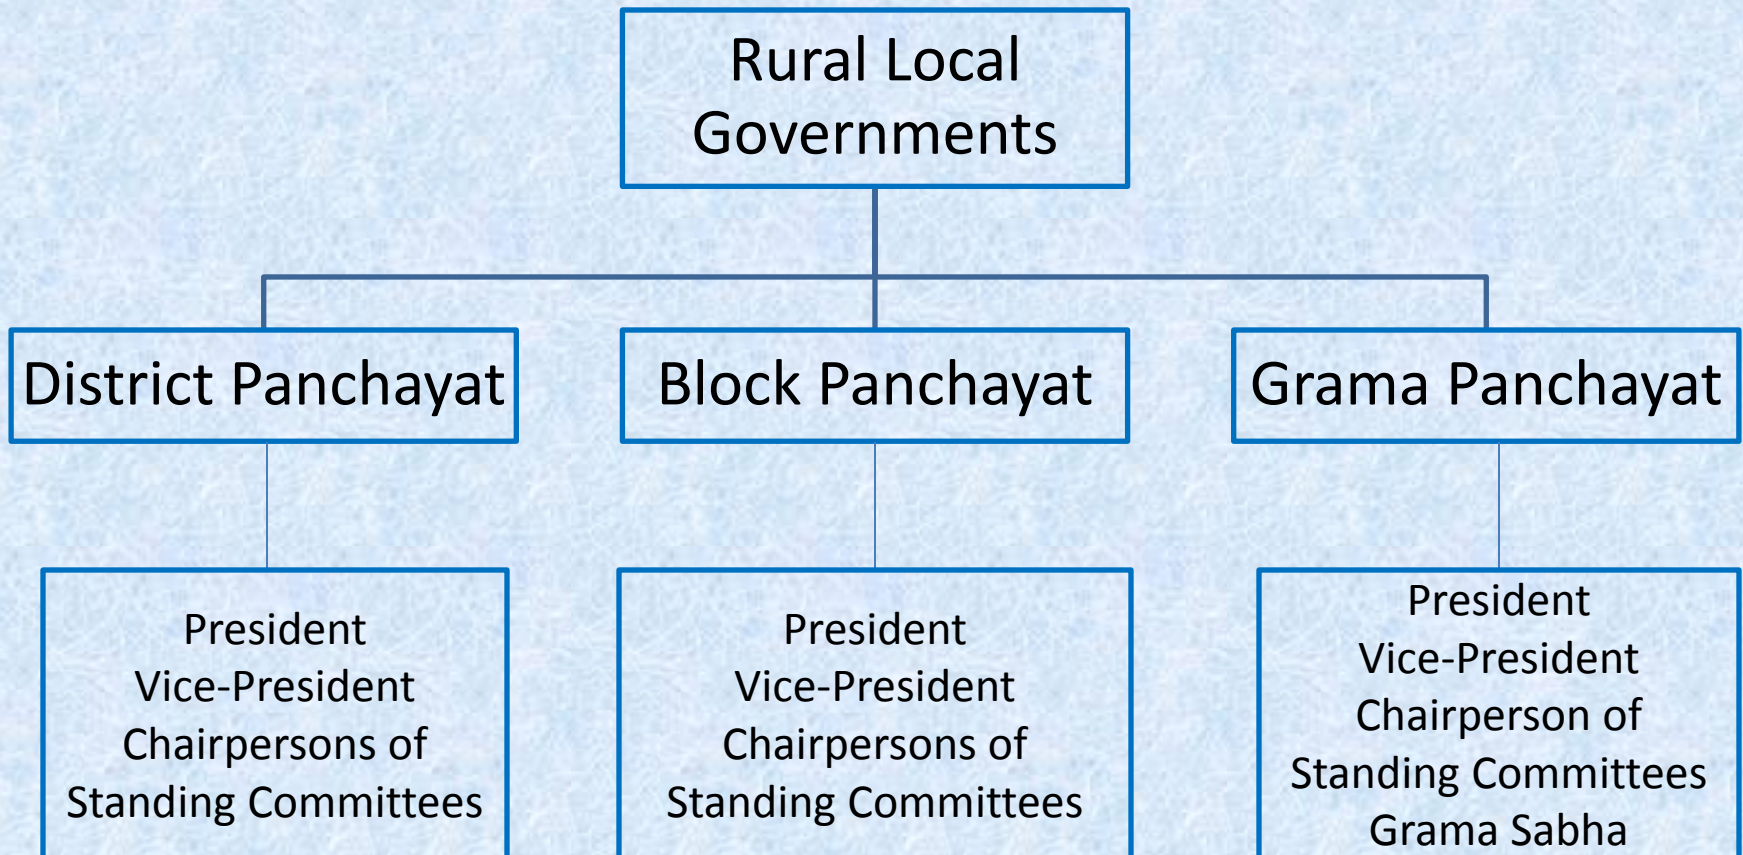 Rural Local
Governments
District Panchayat
Block Panchayat
Grama Panchayat
President
Vice-President
Chairpersons of
Standing Committees
President
Vice-President
Chairpersons of
Standing Committees
President
Vice-President
Chairperson of
Standing Committees
Grama Sabha